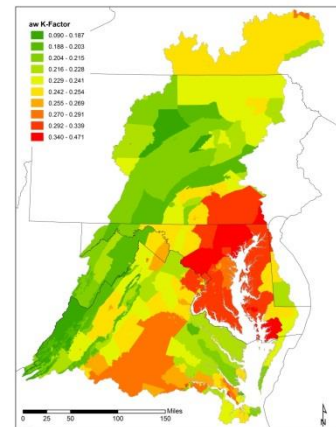 aw K-Factor
0.090 - 0.187
0.188 - 0.203
0.204 - 0.215
0.216 - 0.228
0.229 - 0.241
0.242 - 0.254
0.255 - 0.269
0.270 - 0.291
0.292 - 0.339
0.340 - 0.471
0 25 50 100 150
Miles
N